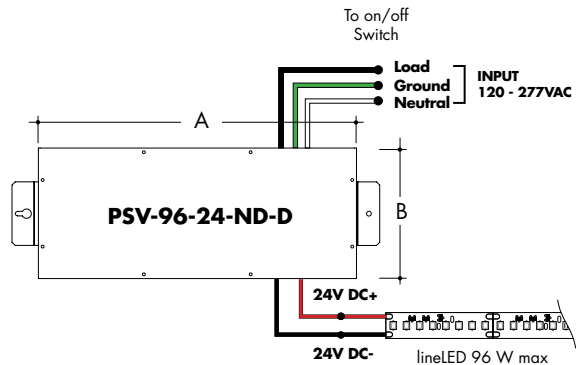 To on/off
Switch
Load
Ground
Neutral
INPUT
120 - 277VAC
A
B
PSV-96-24-ND-D
24V DC+
24V DC-
lineLED 96 W max